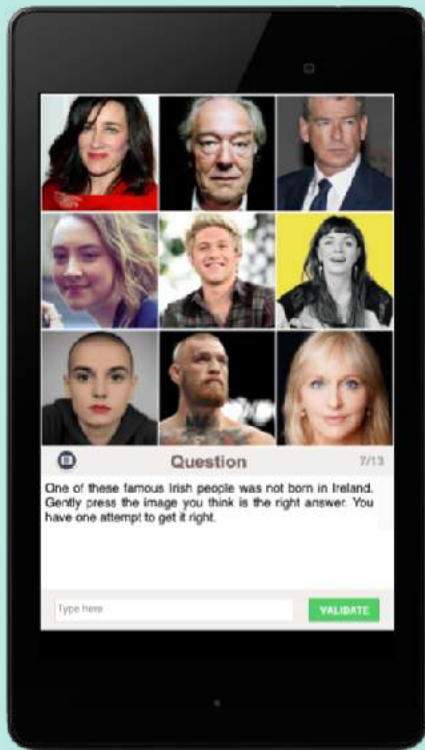 Question
7/13
One of these famous Irish people was not born in Ireland.
Gently press the image you think is the right answer. You
have one attempt to get it right.
Type here
VALIDATE